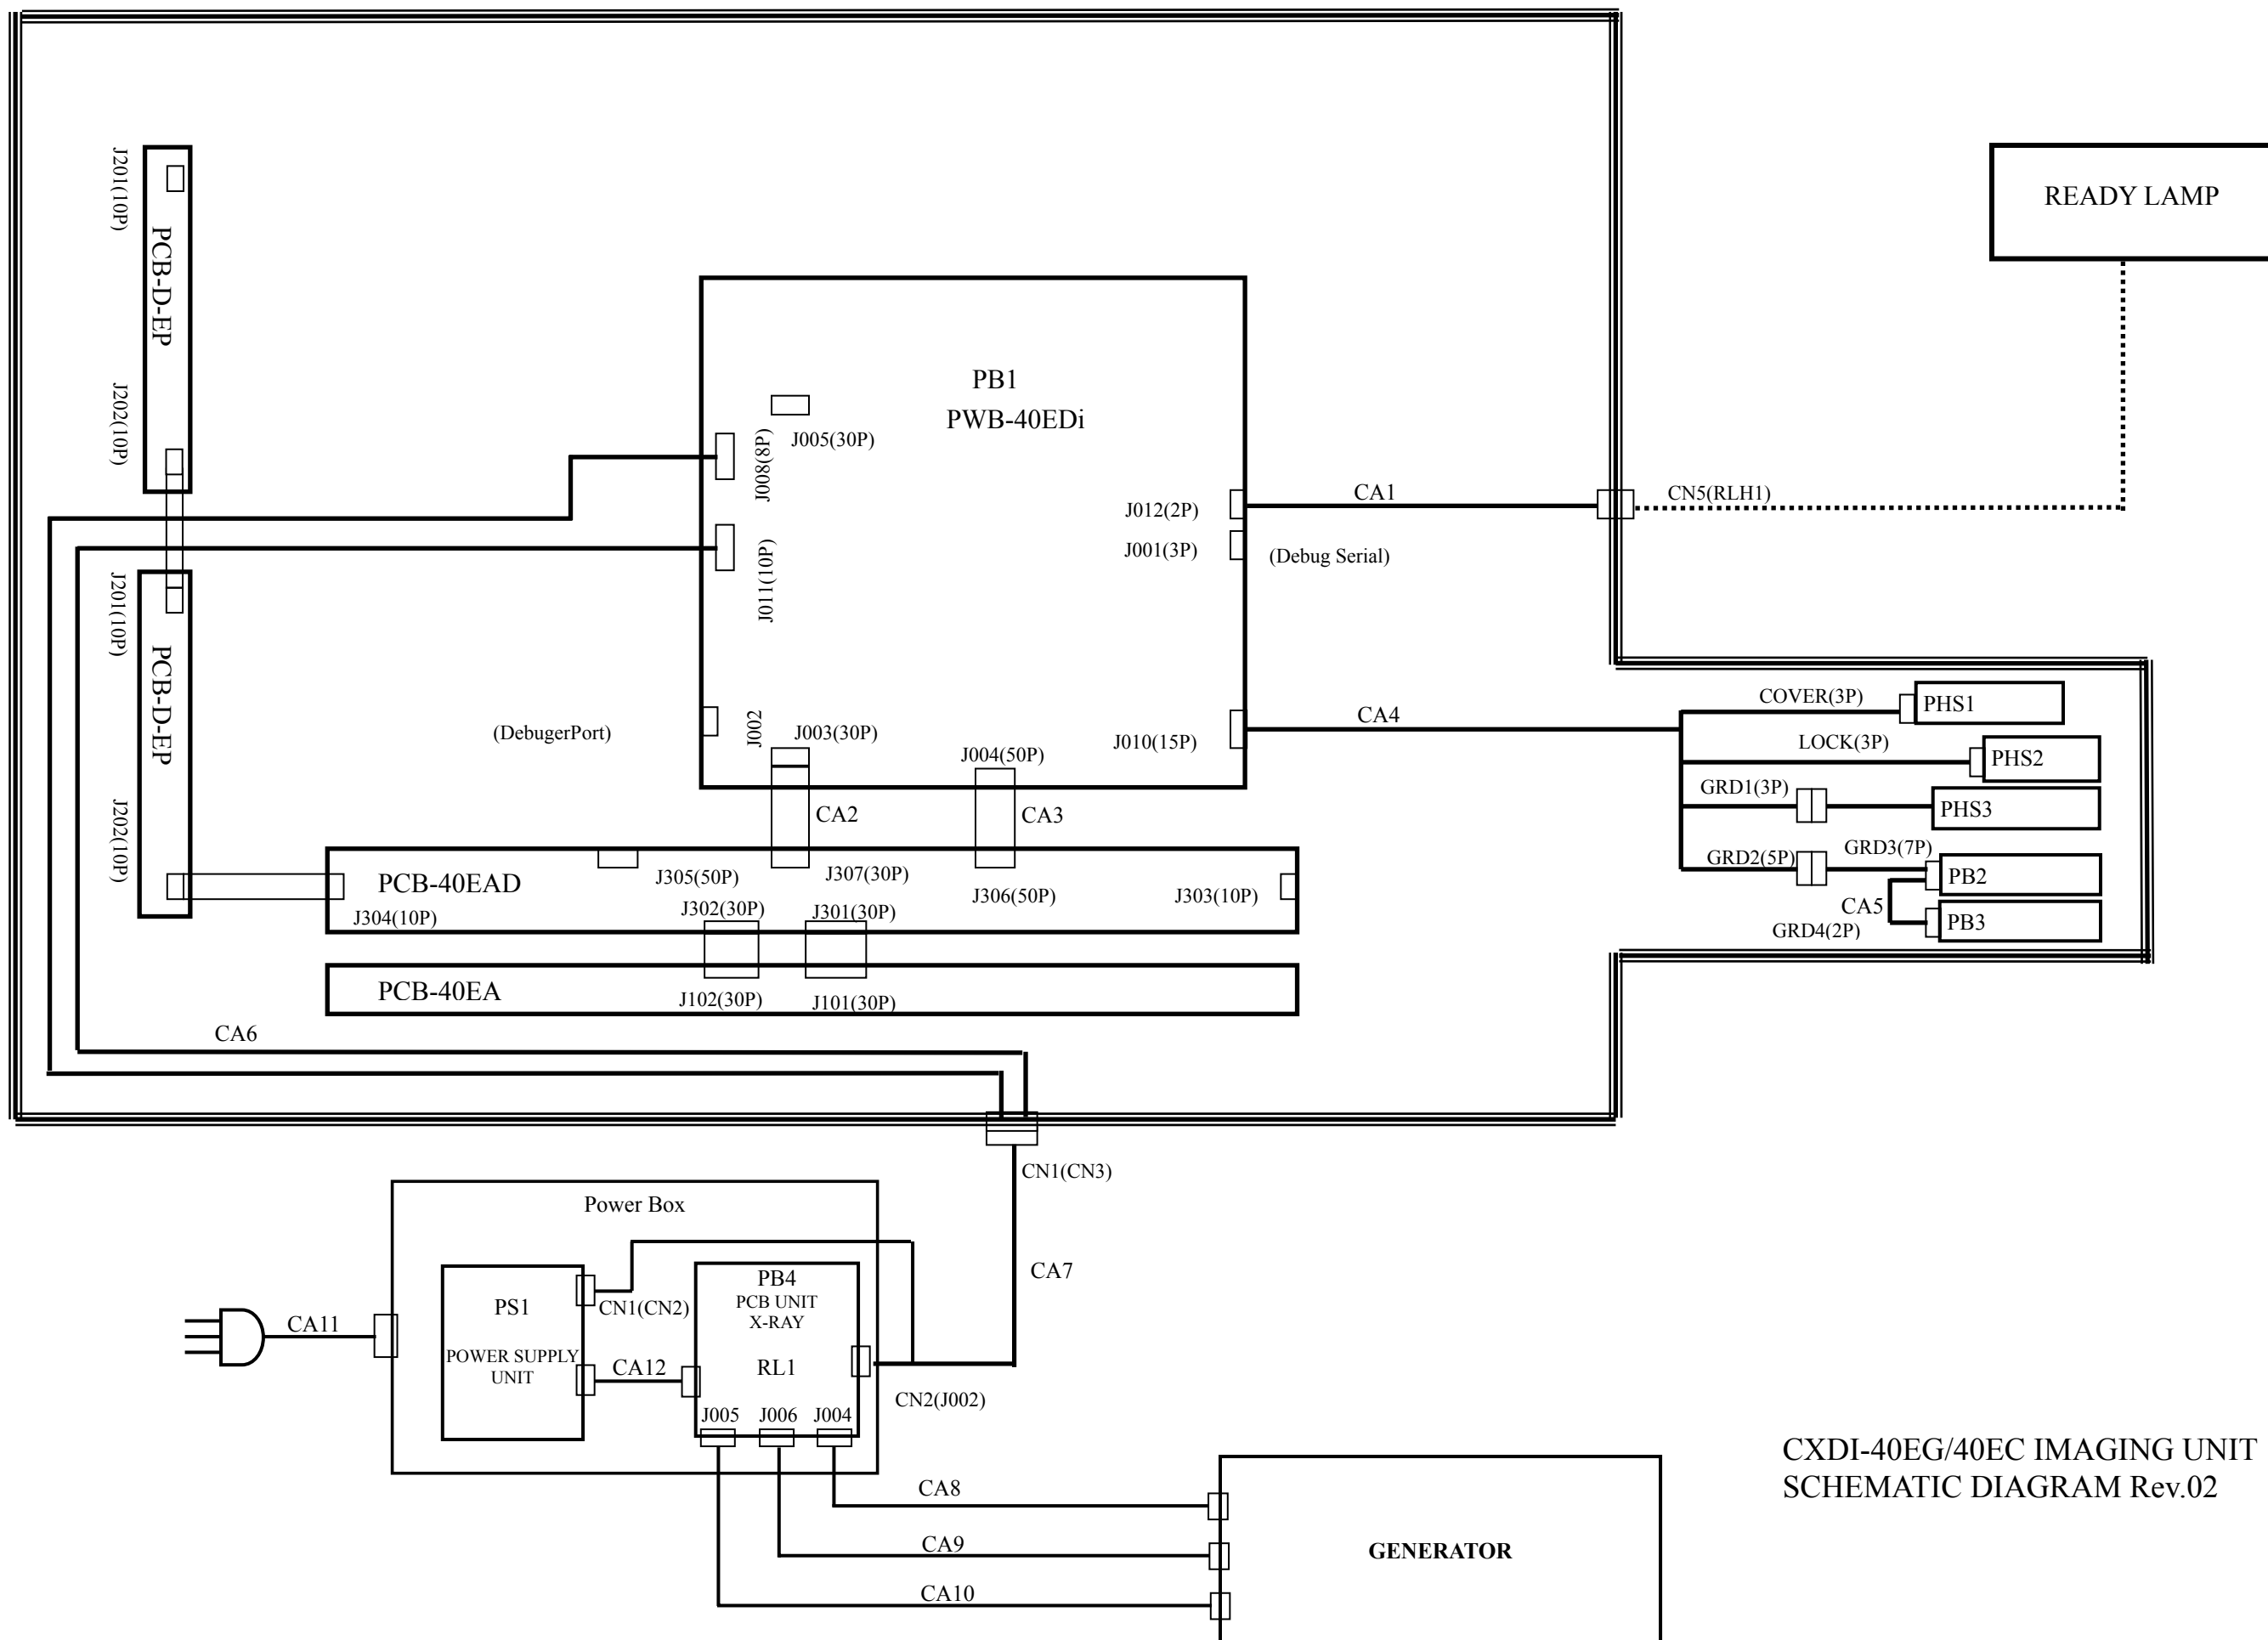 READY LAMP
J201(10P)
PCB-D-EP
J202(10P)
PB1
PWB-40EDi
J005(30P)
J008(8P)
J011(10P)
J012(2P)
J001(3P)
(Debug Serial)
CA1
CN5(RLH1)
J201(10P)
PCB-D-EP
J202(10P)
(DebugerPort)
J002
J003(30P)
J004(50P)
J010(15P)
CA4
COVER(3P)
PHS1
LOCK(3P)
PHS2
GRD1(3P)
PHS3
GRD2(5P)
GRD3(7P)
PB2
CA5
GRD4(2P)
PB3
CA2
CA3
PCB-40EAD
J304(10P)
J305(50P)
J307(30P)
J306(50P)
J303(10P)
J302(30P)
J301(30P)
PCB-40EA
J102(30P)
J101(30P)
CA6
CN1(CN3)
Power Box
CA7
PS1
POWER SUPPLY
UNIT
CN1(CN2)
PB4
PCB UNIT
X-RAY
RL1
CA11
CA12
CN2(J002)
J005
J006
J004
CA8
CA9
CA10
GENERATOR
CXDI-40EG/40EC IMAGING UNIT
SCHEMATIC DIAGRAM Rev.02